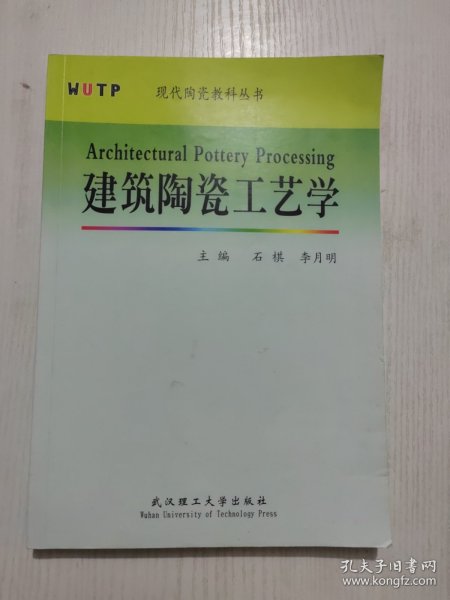 WUTP 现代陶瓷教科丛书
Architectural Pottery Processing
建筑陶瓷工艺学
主编 石棋 李月明
武汉理工大学出版社
Wuhan University of Technology Press
孔夫子旧书网
www.kongfz.com